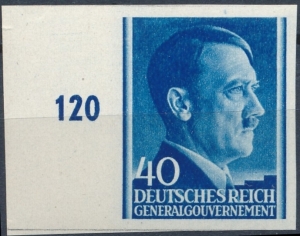 120
40
DEUTSCHES REICH
GENERALGOUVERNEMENT